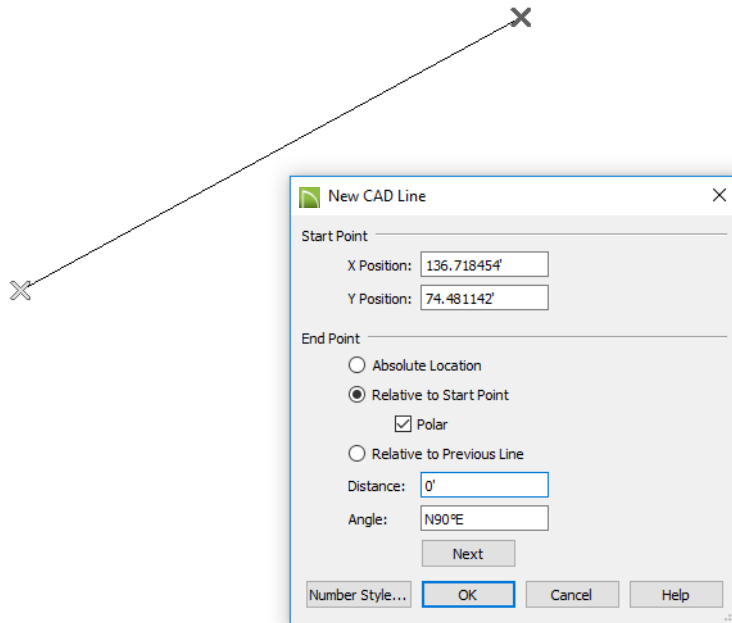 New CAD Line
Start Point
X Position: 136.718454'
Y Position: 74.481142'
End Point
Absolute Location
Relative to Start Point
Polar
Relative to Previous Line
Distance: 0'
Angle: N90°E
Next
Number Style... OK Cancel Help